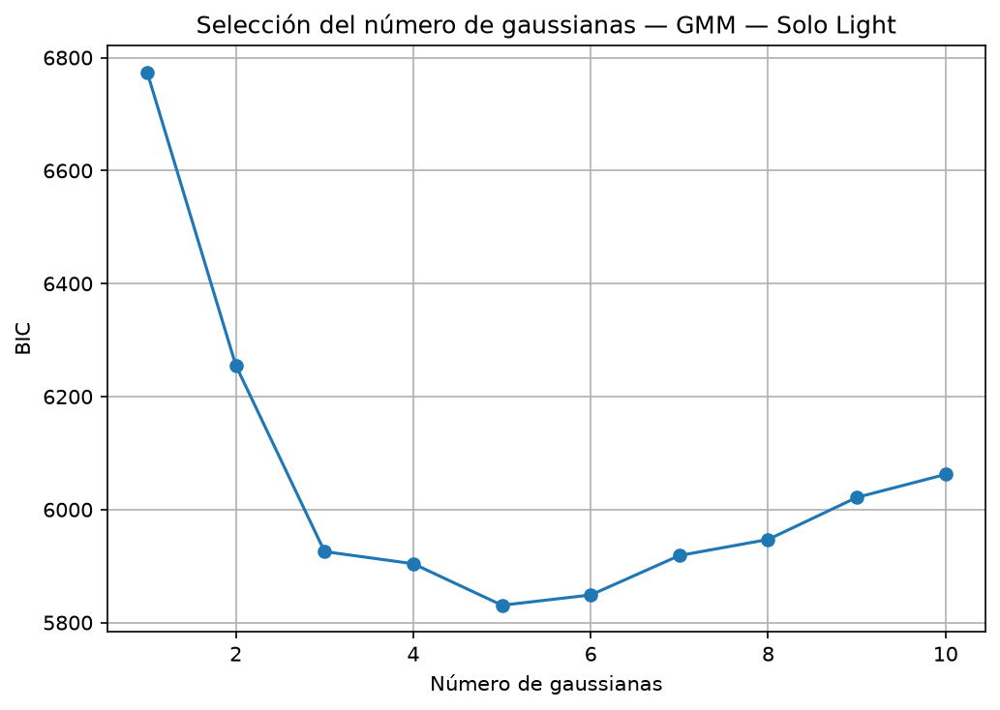 Selección del número de gaussianas — GMM — Solo Light
6800
6600
6400
6200
6000
5800
BIC
2 4 6 8 10
Número de gaussianas